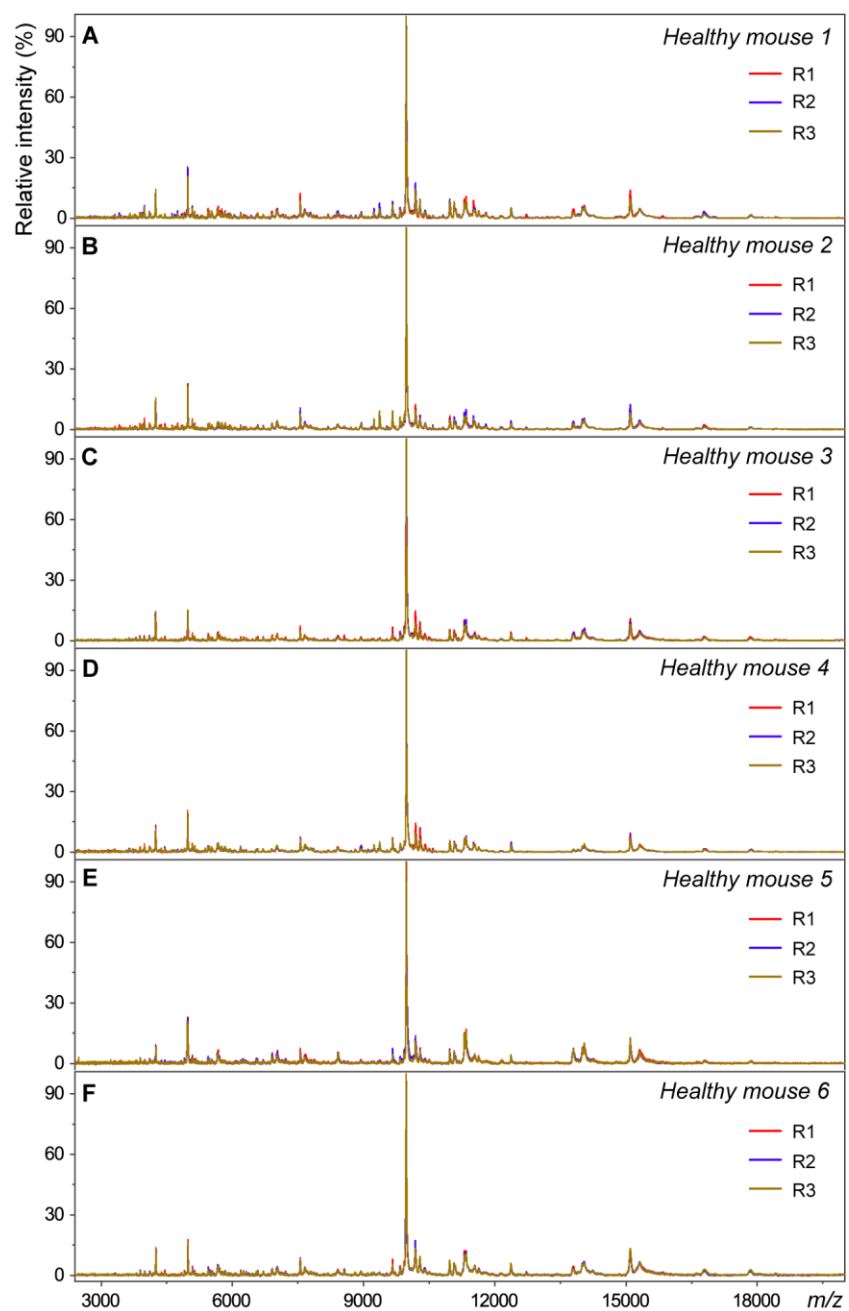 Relative intensity (%)
A
Healthy mouse 1
R1
R2
R3
90
60
30
0
B
Healthy mouse 2
R1
R2
R3
90
60
30
0
C
Healthy mouse 3
R1
R2
R3
90
60
30
0
D
Healthy mouse 4
R1
R2
R3
90
60
30
0
E
Healthy mouse 5
R1
R2
R3
90
60
30
0
F
Healthy mouse 6
R1
R2
R3
90
60
30
0
3000 6000 9000 12000 15000 18000 m/z